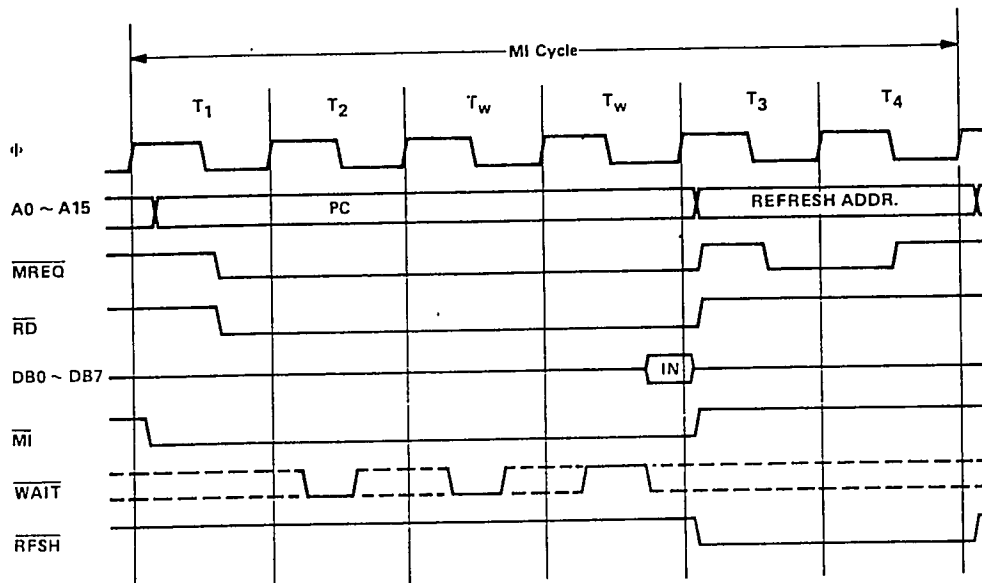 MI Cycle
T1 T2 Tw Tw T3 T4
Φ
A0 ~ A15 PC REFRESH ADDR.
MREQ
RD
DB0 ~ DB7 IN
MI
WAIT
RFSH